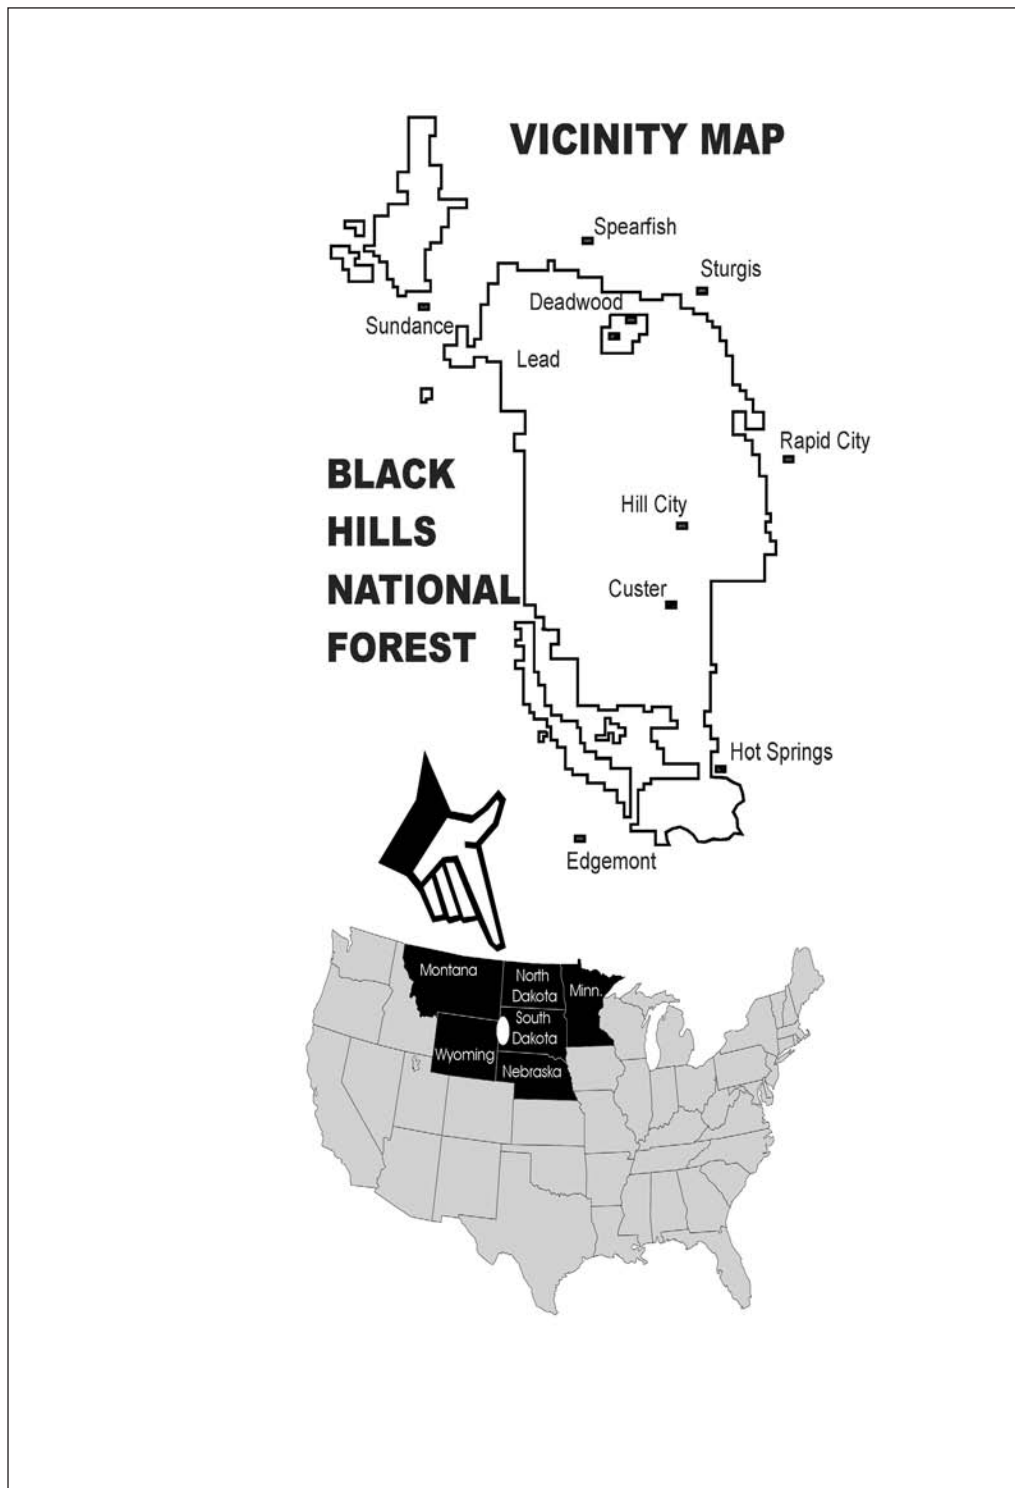 VICINITY MAP
Spearfish
Sturgis
Deadwood
Sundance
Lead
Rapid City
BLACK
HILLS
NATIONAL
FOREST
Hill City
Custer
Hot Springs
Edgemont
Montana
North
Dakota
Minn.
South
Dakota
Wyoming
Nebraska